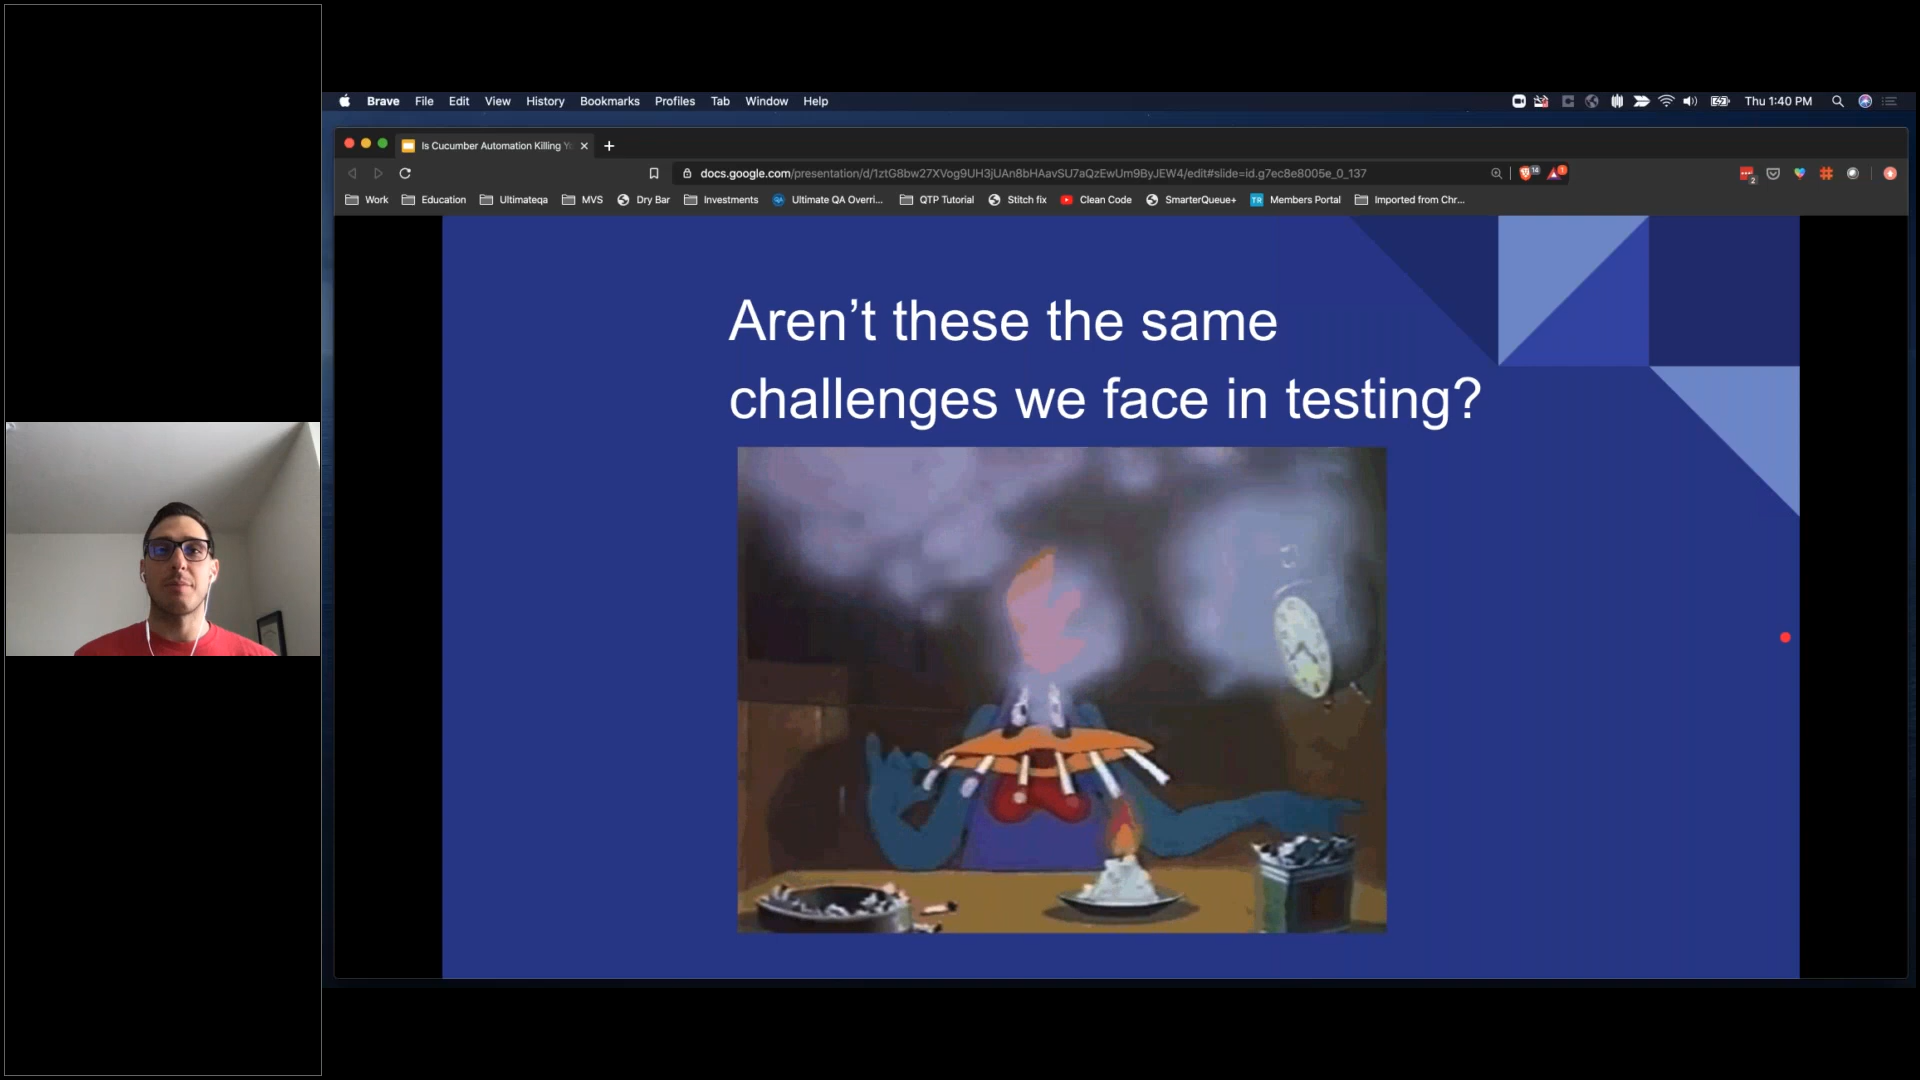 Brave File Edit View History Bookmarks Profiles Tab Window Help
Thu 1:40 PM
Is Cucumber Automation Killing Y
docs.google.com/presentation/d/1ztG8bw27XVog9UH3jUAn8bHAavSU7aQzEwUm9ByJEW4/edit#slide=id.g7ec8e8005e_0_137
Work Education Ultimateqa MVS Dry Bar Investments Ultimate QA Overri... QTP Tutorial Stitch fix Clean Code SmarterQueue+ TR Members Portal Imported from Chr...
Aren’t these the same
challenges we face in testing?